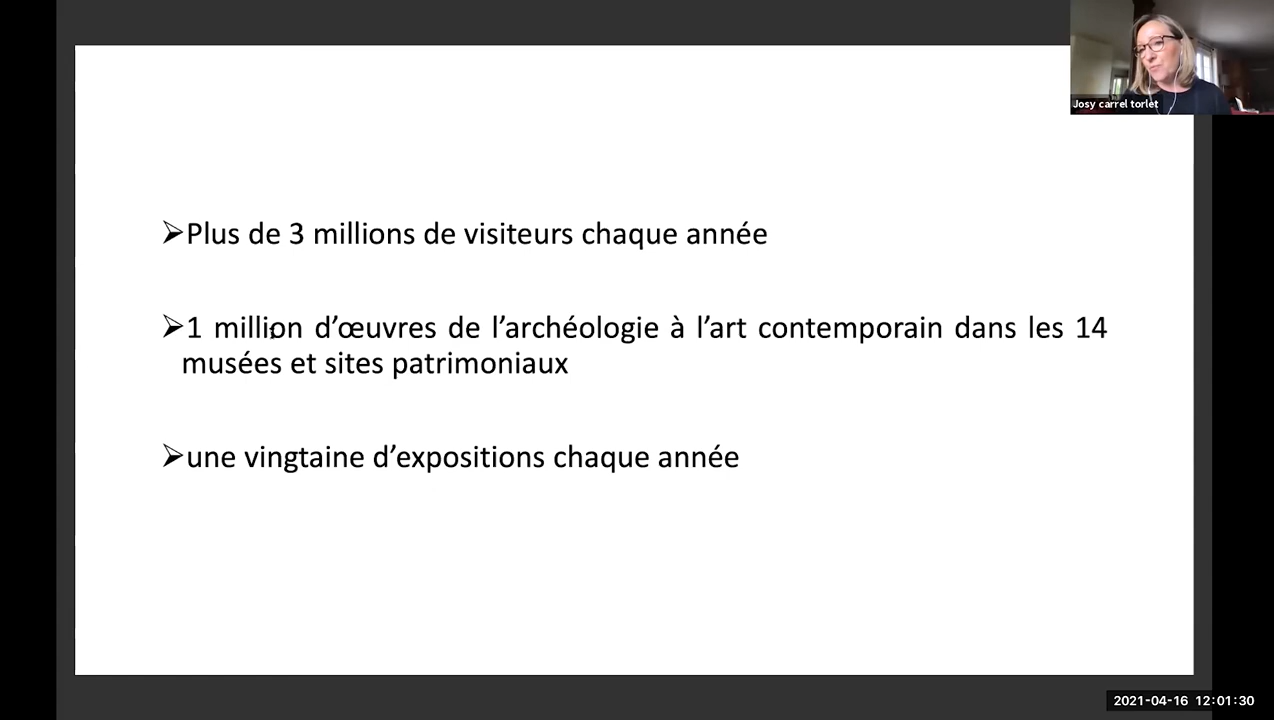 Josy carrel torlet
➢Plus de 3 millions de visiteurs chaque année
➢1 million d’œuvres de l’archéologie à l’art contemporain dans les 14
musées et sites patrimoniaux
➢une vingtaine d’expositions chaque année
2021-04-16 12:01:30